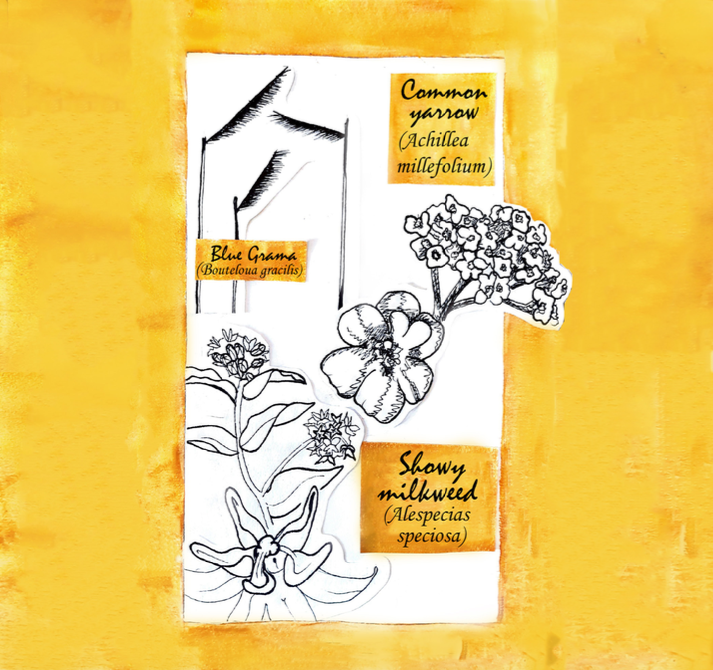 Common
yarrow
(Achillea
millefolium)
Blue Grama
(Bouteloua gracilis)
Showy
milkweed
(Alespecias
speciosa)